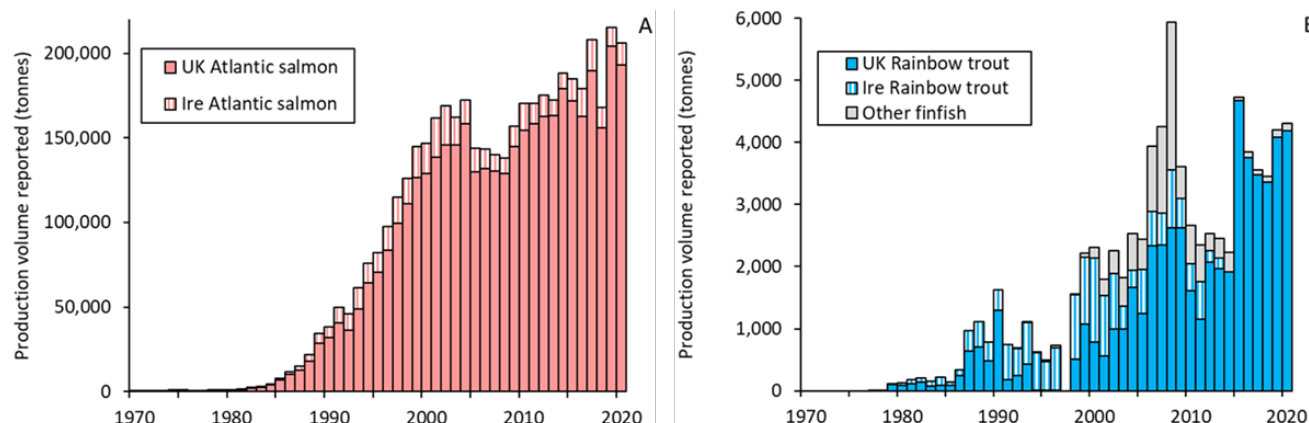 A
Production volume reported (tonnes)
200,000
150,000
100,000
50,000
0
UK Atlantic salmon
Ire Atlantic salmon
1970 1980 1990 2000 2010 2020
Production volume reported (tonnes)
6,000
5,000
4,000
3,000
2,000
1,000
0
UK Rainbow trout
Ire Rainbow trout
Other finfish
1970 1980 1990 2000 2010 2020